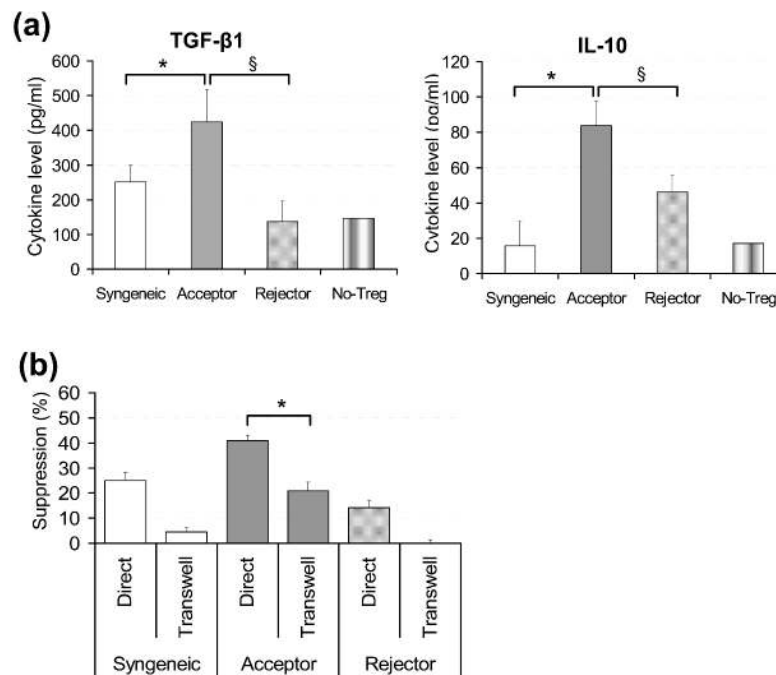 (a)
TGF-β1
IL-10
Cytokine level (pg/ml)
600
500
400
300
200
100
0
* §
Syngeneic Acceptor Rejector No-Treg
Cytokine level (pg/ml)
120
100
80
60
40
20
0
* §
Syngeneic Acceptor Rejector No-Treg
(b)
Suppression (%)
60
50
40
30
20
10
0
*
Direct Transwell Direct Transwell Direct Transwell
Syngeneic Acceptor Rejector